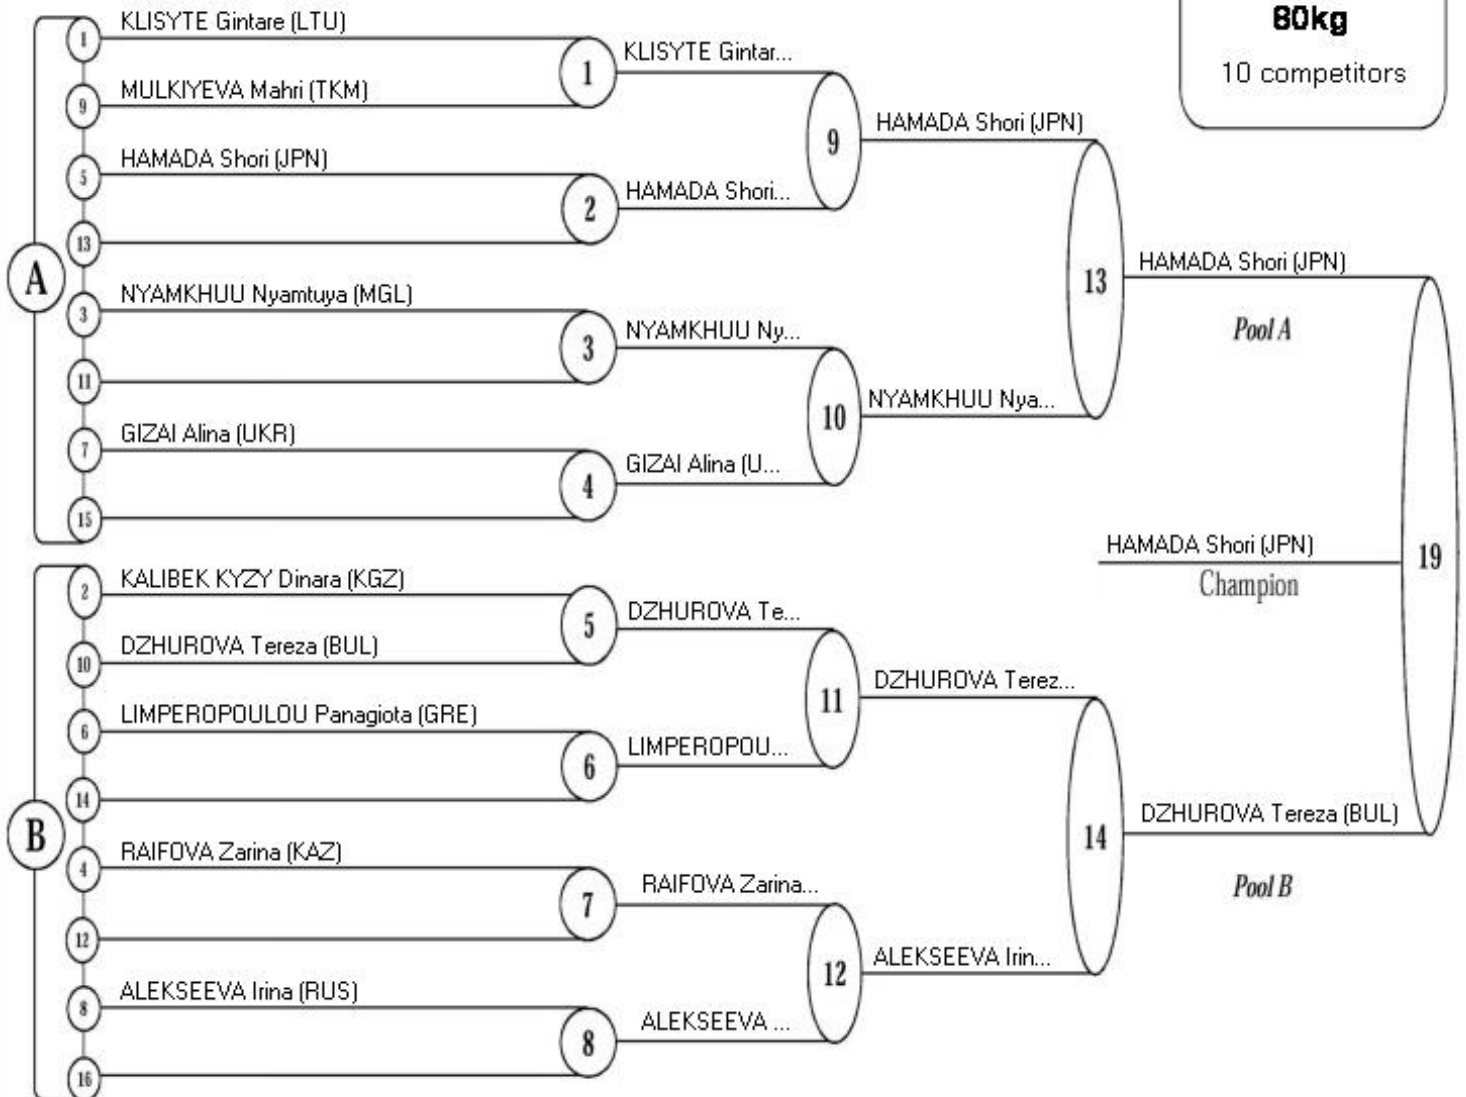 80kg
10 competitors
1
KLISYTE Gintare (LTU)
9
MULKIYEVA Mahri (TKM)
5
HAMADA Shori (JPN)
13
3
NYAMKHUU Nyamtuya (MGL)
11
7
GIZAI Alina (UKR)
15
A
2
KALIBEK KYZY Dinara (KGZ)
10
DZHUROVA Tereza (BUL)
6
LIMPEROPOULOU Panagiota (GRE)
14
4
RAIFOVA Zarina (KAZ)
12
8
ALEKSEEVA Irina (RUS)
16
B
1
KLISYTE Gintar...
2
HAMADA Shori...
3
NYAMKHUU Ny...
4
GIZAI Alina (U...
5
DZHUROVA Te...
6
LIMPEROPOU...
7
RAIFOVA Zarina...
8
ALEKSEEVA ...
9
HAMADA Shori (JPN)
10
NYAMKHUU Nya...
11
DZHUROVA Terez...
12
ALEKSEEVA Irin...
13
HAMADA Shori (JPN)
Pool A
14
DZHUROVA Tereza (BUL)
Pool B
HAMADA Shori (JPN)
Champion
19